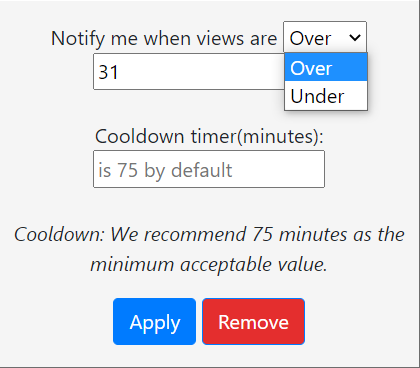 Notify me when views are Over
Over
31
Under
Cooldown timer(minutes):
is 75 by default
Cooldown: We recommend 75 minutes as the
minimum acceptable value.
Apply Remove